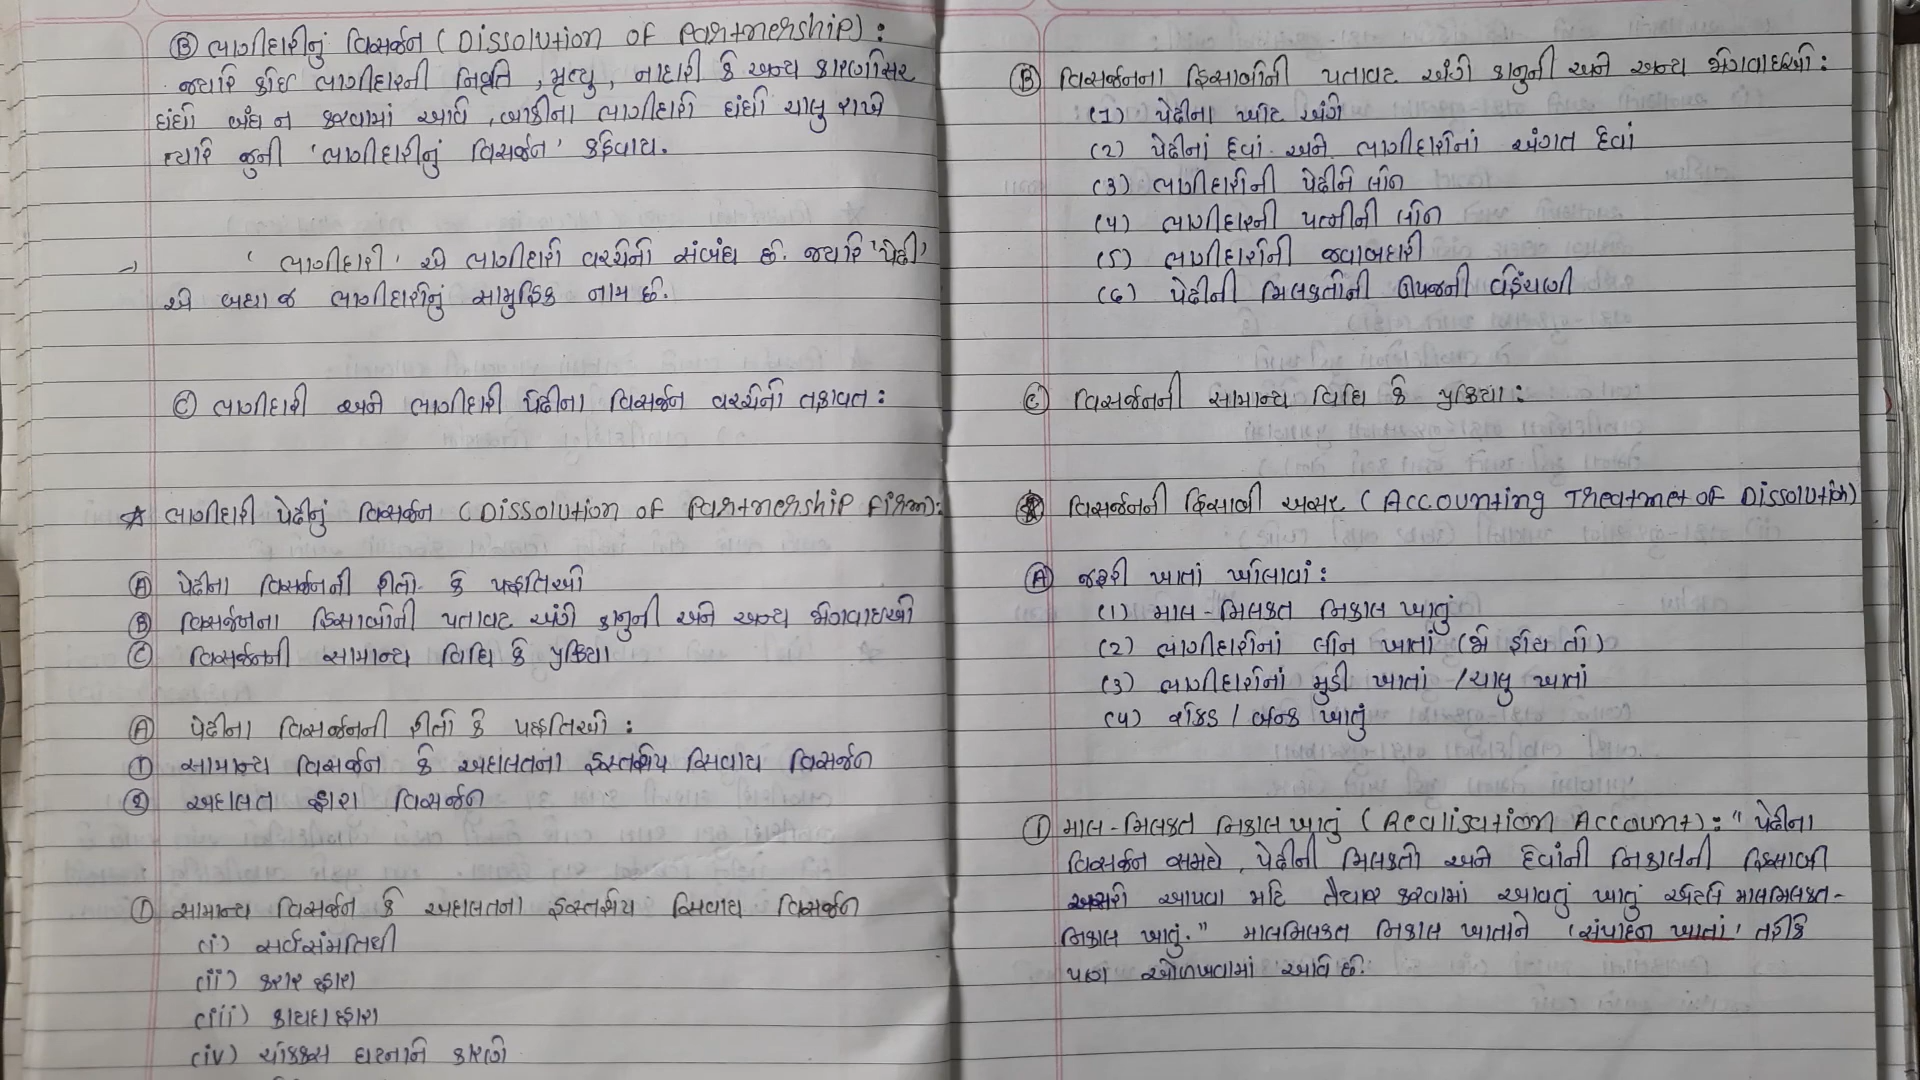 Ⓑ ભાગીદારીનું વિસર્જન (Dissolution of Partnership) :
જ્યારે કોઈ ભાગીદારની નિવૃત્તિ, મૃત્યુ, નાદારી કે અન્ય કારણોસર
ધંધો બંધ ન કરવામાં આવે, બાકીના ભાગીદારો ધંધો ચાલુ રાખે
ત્યારે જુની 'ભાગીદારીનું વિસર્જન' કહેવાય.
→ 'ભાગીદારી' એ ભાગીદારો વચ્ચેનો સંબંધ છે. જ્યારે 'પેઢી'
એ બધા જ ભાગીદારોનું સામુહિક નામ છે.
Ⓒ ભાગીદારી અને ભાગીદારી પેઢીના વિસર્જન વચ્ચેનો તફાવત :
☆ ભાગીદારી પેઢીનું વિસર્જન (Dissolution of Partnership Firm):
Ⓐ પેઢીના વિસર્જનની રીતો કે પદ્ધતિઓ
Ⓑ વિસર્જનના હિસાબોની પતાવટ અંગે કાનુની અને અન્ય જોગવાઈઓ
Ⓒ વિસર્જનની સામાન્ય વિધિ કે પ્રક્રિયા
Ⓐ પેઢીના વિસર્જનની રીતો કે પદ્ધતિઓ :
① સામાન્ય વિસર્જન કે અદાલતના હસ્તક્ષેપ સિવાય વિસર્જન
② અદાલત દ્વારા વિસર્જન
① સામાન્ય વિસર્જન કે અદાલતના હસ્તક્ષેપ સિવાય વિસર્જન
(i) સર્વસંમતિથી
(ii) કરાર દ્વારા
(iii) કાયદા દ્વારા
(iv) ચોક્કસ ઘટનાને કારણે
Ⓑ વિસર્જનના હિસાબોની પતાવટ અંગે કાનુની અને અન્ય જોગવાઈઓ :
(1) પેઢીના ખોટ અંગે
(2) પેઢીનાં દેવાં અને ભાગીદારોનાં અંગત દેવાં
(3) ભાગીદારોની પેઢીને લોન
(4) ભાગીદારની પત્નીની લોન
(5) ભાગીદારોની જવાબદારી
(6) પેઢીની મિલકતોની ઉપજની વહેંચણી
Ⓒ વિસર્જનની સામાન્ય વિધિ કે પ્રક્રિયા :
☆ વિસર્જનની હિસાબી અસર (Accounting Treatmet of Dissolution)
Ⓐ જરૂરી ખાતાં ખોલાવાં :
(1) માલ-મિલકત નિકાલ ખાતું
(2) ભાગીદારોનાં લોન ખાતાં (જો હોય તો)
(3) ભાગીદારોનાં મુડી ખાતાં / ચાલુ ખાતાં
(4) રોકડ / બેન્ક ખાતું
① માલ-મિલકત નિકાલ ખાતું (Realisation Account): "પેઢીના
વિસર્જન સમયે, પેઢીની મિલકતો અને દેવાંની નિકાલની હિસાબી
અસરો આપવા માટે તૈયાર કરવામાં આવતું ખાતું એટલે માલમિલકત-
નિકાલ ખાતું." માલમિલકત નિકાલ ખાતાને 'સંપાદન ખાતાં' તરીકે
પણ ઓળખવામાં આવે છે.